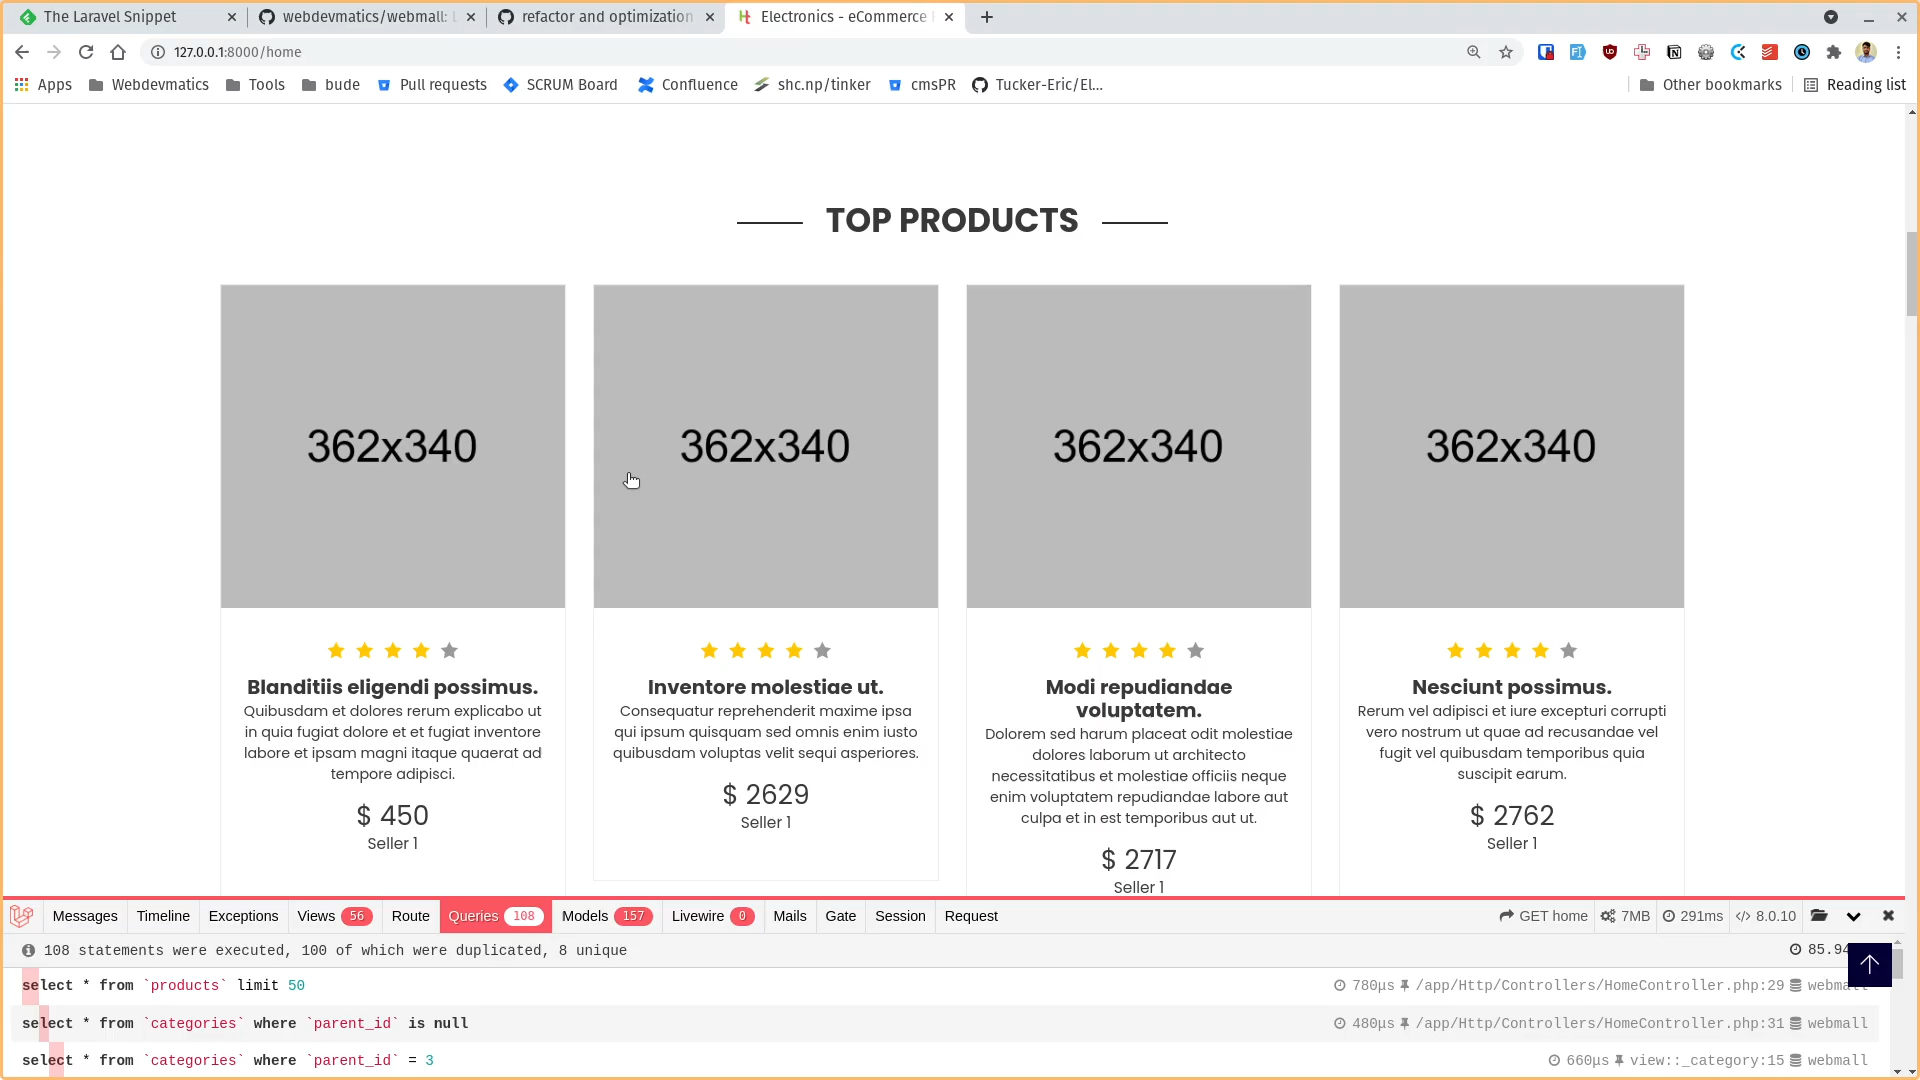 The Laravel Snippet
webdevmatics/webmall: L
refactor and optimization
Electronics - eCommerce
127.0.0.1:8000/home
Apps Webdevmatics Tools bude Pull requests SCRUM Board Confluence shc.np/tinker cmsPR Tucker-Eric/El... Other bookmarks Reading list
TOP PRODUCTS
362x340 362x340 362x340 362x340
Blanditiis eligendi possimus.
Quibusdam et dolores rerum explicabo ut
in quia fugiat dolore et et fugiat inventore
labore et ipsam magni itaque quaerat ad
tempore adipisci.
$ 450
Seller 1
Inventore molestiae ut.
Consequatur reprehenderit maxime ipsa
qui ipsum quisquam sed omnis enim iusto
quibusdam voluptas velit sequi asperiores.
$ 2629
Seller 1
Modi repudiandae
voluptatem.
Dolorem sed harum placeat odit molestiae
dolores laborum ut architecto
necessitatibus et molestiae officiis neque
enim voluptatem repudiandae labore aut
culpa et in est temporibus aut ut.
$ 2717
Seller 1
Nesciunt possimus.
Rerum vel adipisci et iure excepturi corrupti
vero nostrum ut quae ad recusandae vel
fugit vel quibusdam temporibus quia
suscipit earum.
$ 2762
Seller 1
Messages Timeline Exceptions Views 56 Route Queries 108 Models 157 Livewire 0 Mails Gate Session Request GET home 7MB 291ms 8.0.10
108 statements were executed, 100 of which were duplicated, 8 unique 85.94
select * from `products` limit 50 780μs /app/Http/Controllers/HomeController.php:29 webmall
select * from `categories` where `parent_id` is null 480μs /app/Http/Controllers/HomeController.php:31 webmall
select * from `categories` where `parent_id` = 3 660μs view::_category:15 webmall